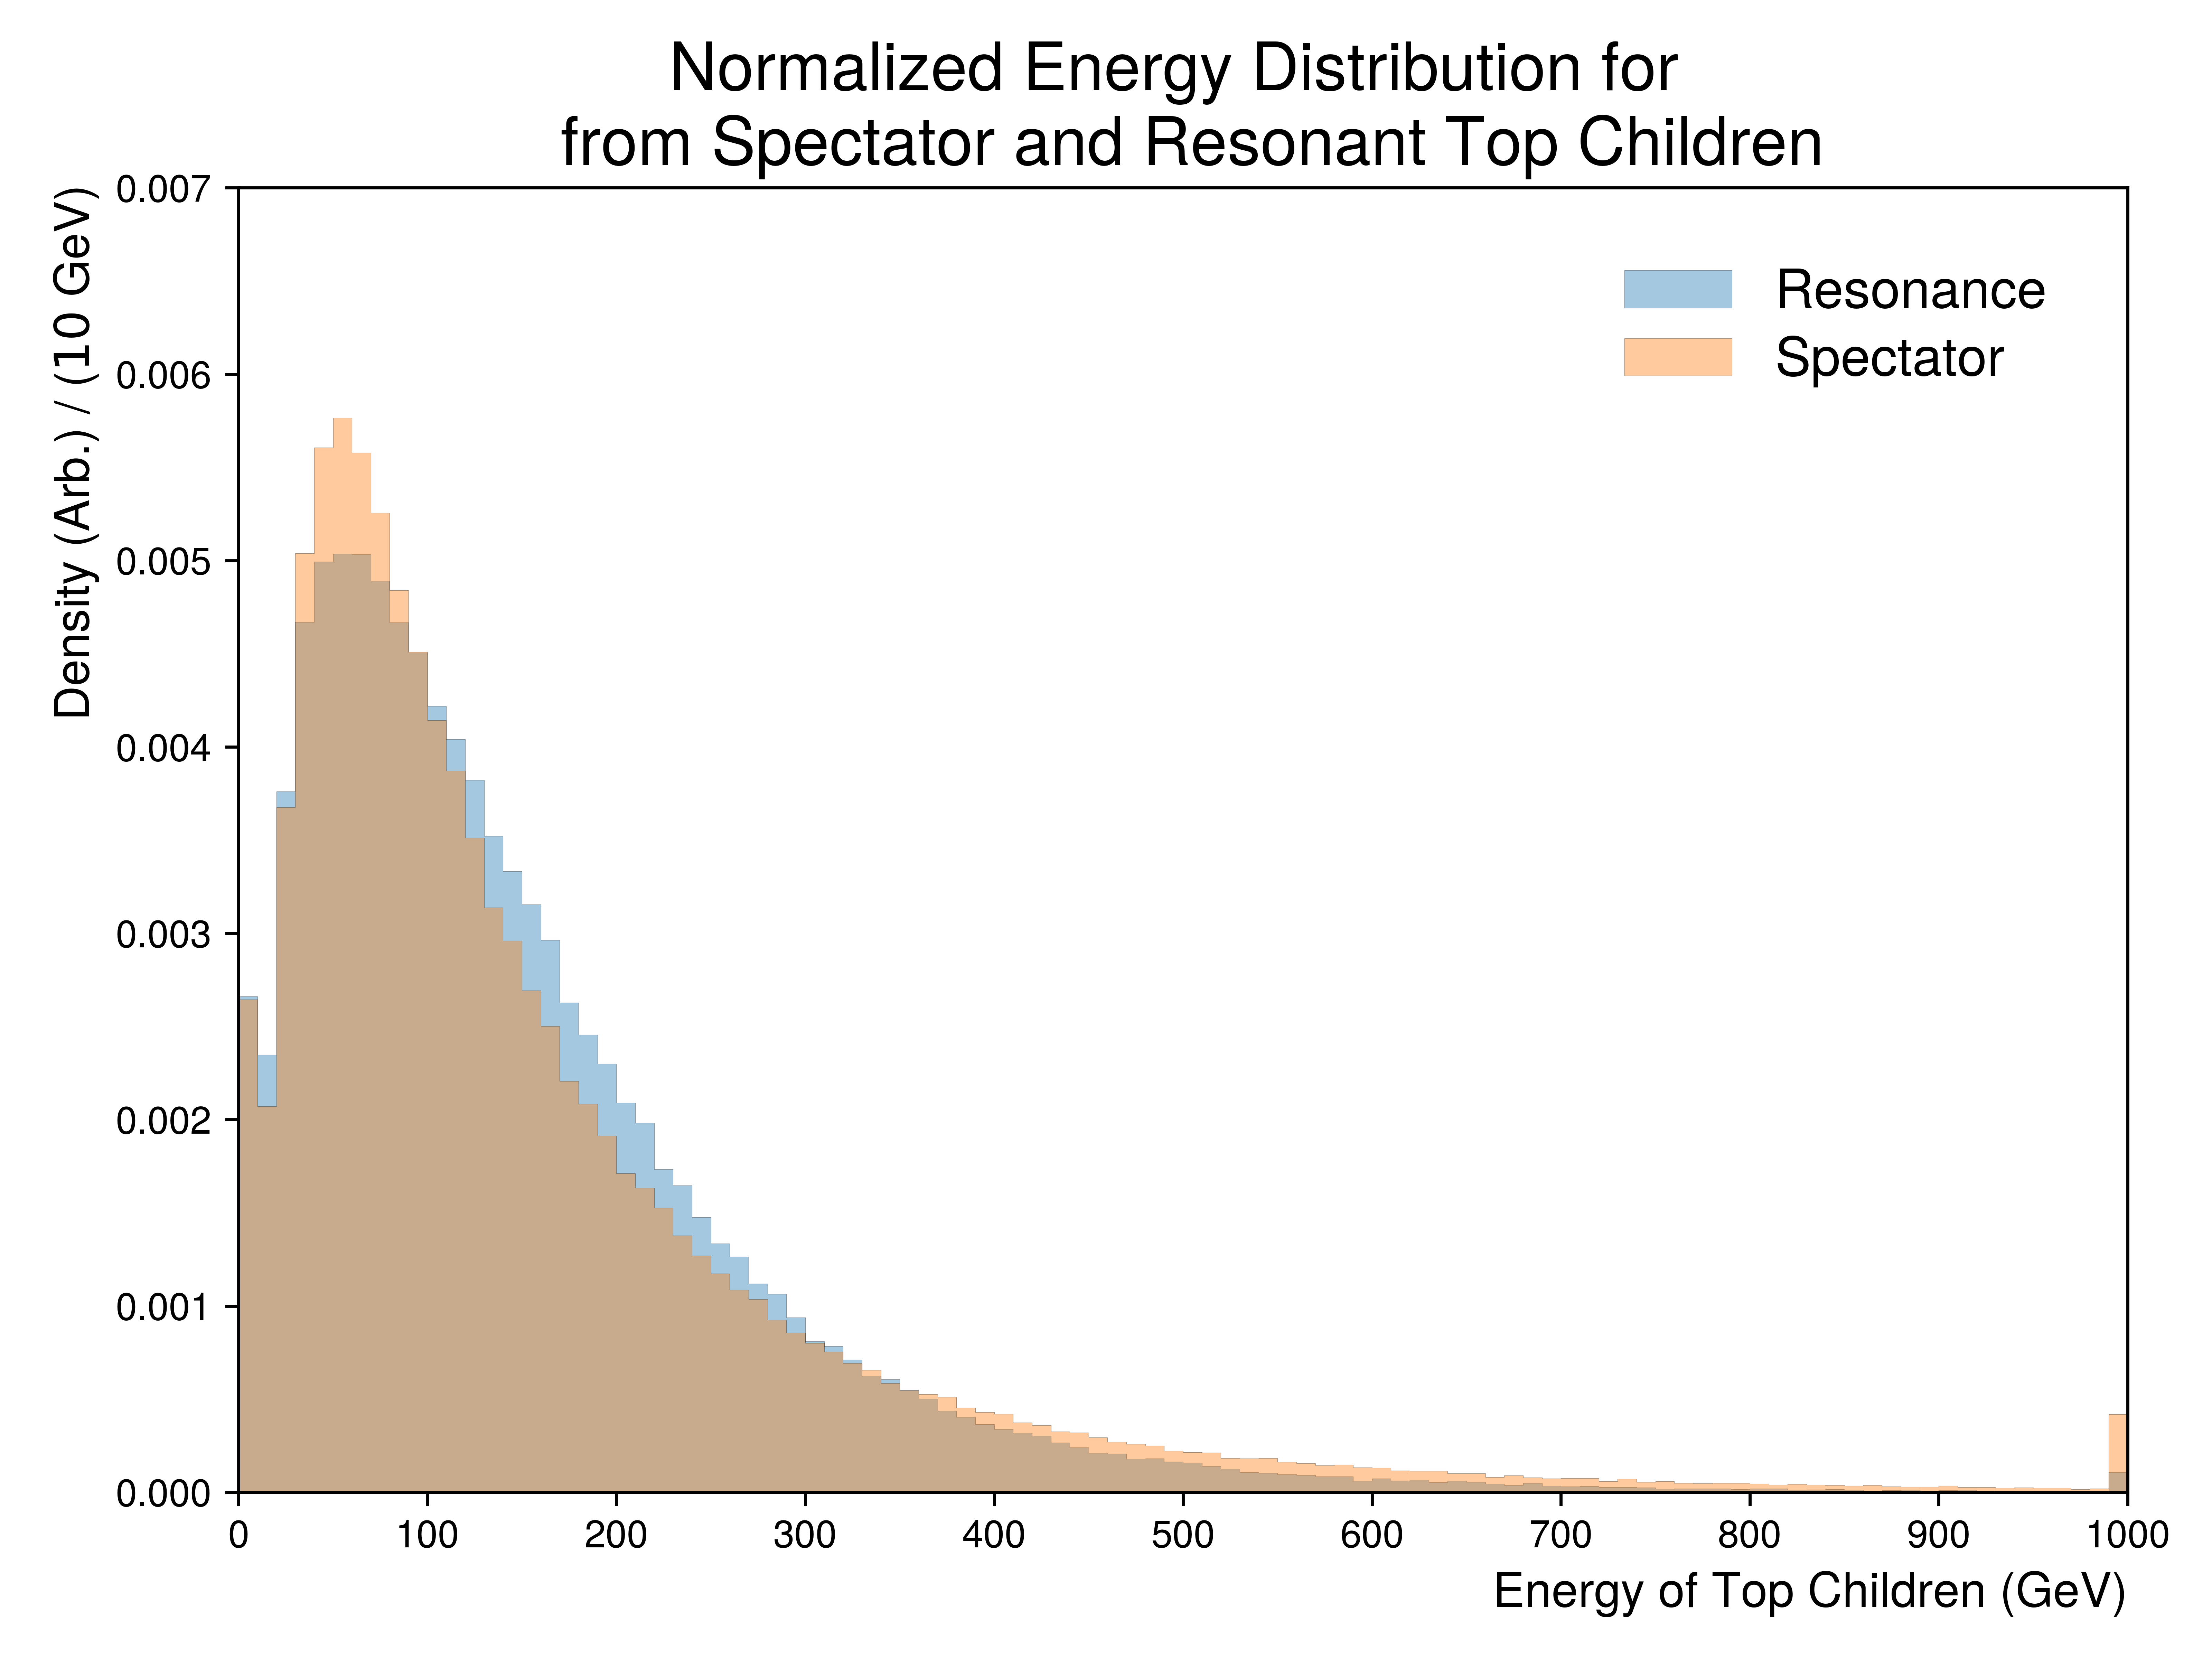 Normalized Energy Distribution for
from Spectator and Resonant Top Children
Density (Arb.) / (10 GeV)
0.007
0.006
0.005
0.004
0.003
0.002
0.001
0.000
Resonance
Spectator
0 100 200 300 400 500 600 700 800 900 1000
Energy of Top Children (GeV)